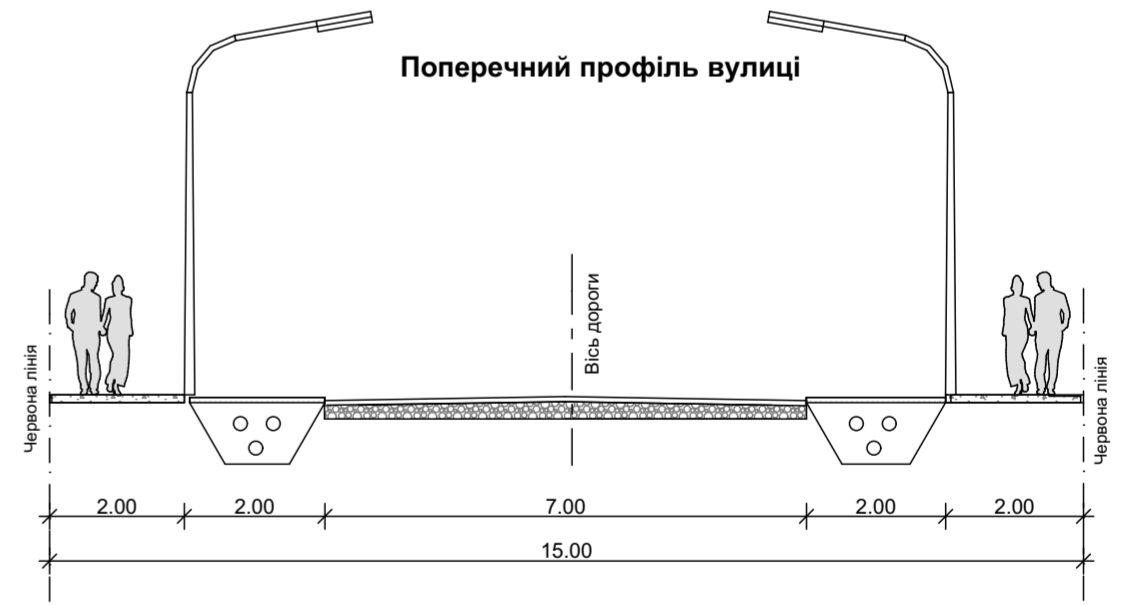 Поперечний профіль вулиці
Вісь дороги
Червона лінія
Червона лінія
2.00 2.00 7.00 2.00 2.00
15.00